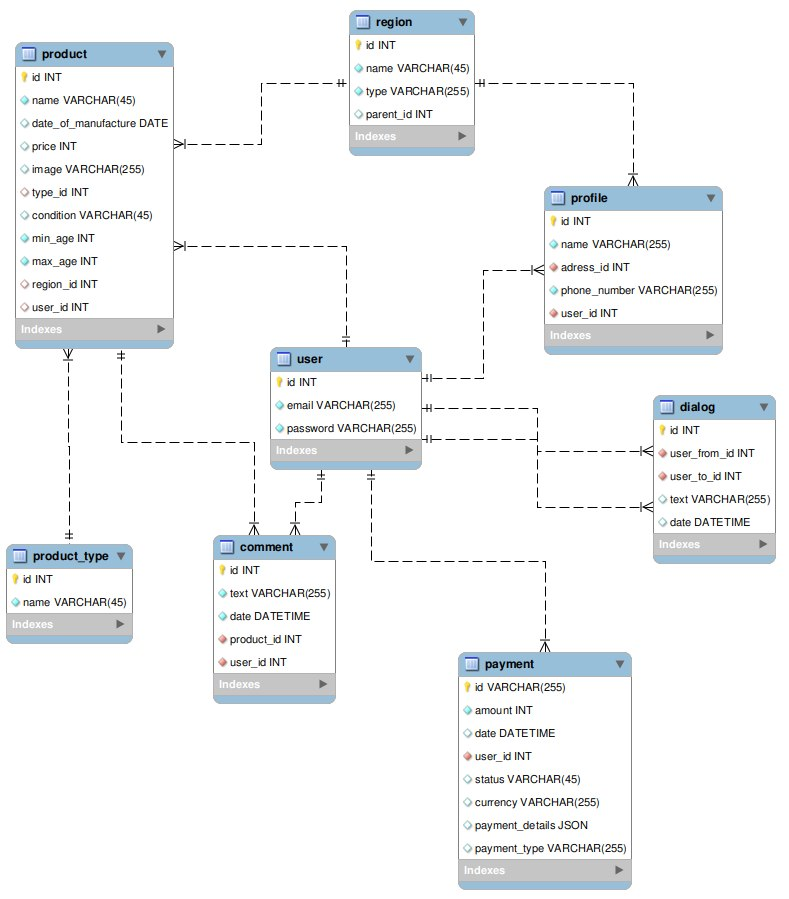 region
id INT
name VARCHAR(45)
type VARCHAR(255)
parent_id INT
Indexes
product
id INT
name VARCHAR(45)
date_of_manufacture DATE
price INT
image VARCHAR(255)
type_id INT
condition VARCHAR(45)
min_age INT
max_age INT
region_id INT
user_id INT
Indexes
profile
id INT
name VARCHAR(255)
adress_id INT
phone_number VARCHAR(255)
user_id INT
Indexes
user
id INT
email VARCHAR(255)
password VARCHAR(255)
Indexes
dialog
id INT
user_from_id INT
user_to_id INT
text VARCHAR(255)
date DATETIME
Indexes
product_type
id INT
name VARCHAR(45)
Indexes
comment
id INT
text VARCHAR(255)
date DATETIME
product_id INT
user_id INT
Indexes
payment
id VARCHAR(255)
amount INT
date DATETIME
user_id INT
status VARCHAR(45)
currency VARCHAR(255)
payment_details JSON
payment_type VARCHAR(255)
Indexes